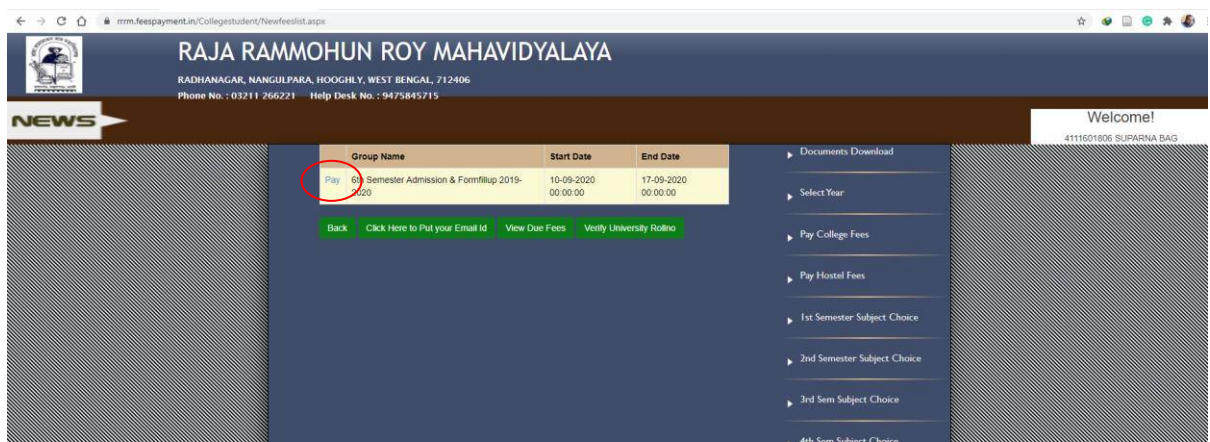 rrrm.feespayment.in/Collegestudent/Newfeeslist.aspx
RAJA RAMMOHUN ROY MAHAVIDYALAYA
RADHANAGAR, NANGULPARA, HOOGHLY, WEST BENGAL, 712406
Phone No. : 03211 266221 Help Desk No. : 9475845715
NEWS
Welcome!
4111601806 SUPARNA BAG
Group Name Start Date End Date
Pay 6th Semester Admission & Formfillup 2019- 10-09-2020 17-09-2020
2020 00:00:00 00:00:00
Back Click Here to Put your Email Id View Due Fees Verify University Rollno
Documents Download
Select Year
Pay College Fees
Pay Hostel Fees
1st Semester Subject Choice
2nd Semester Subject Choice
3rd Sem Subject Choice
4th Sem Subject Choice